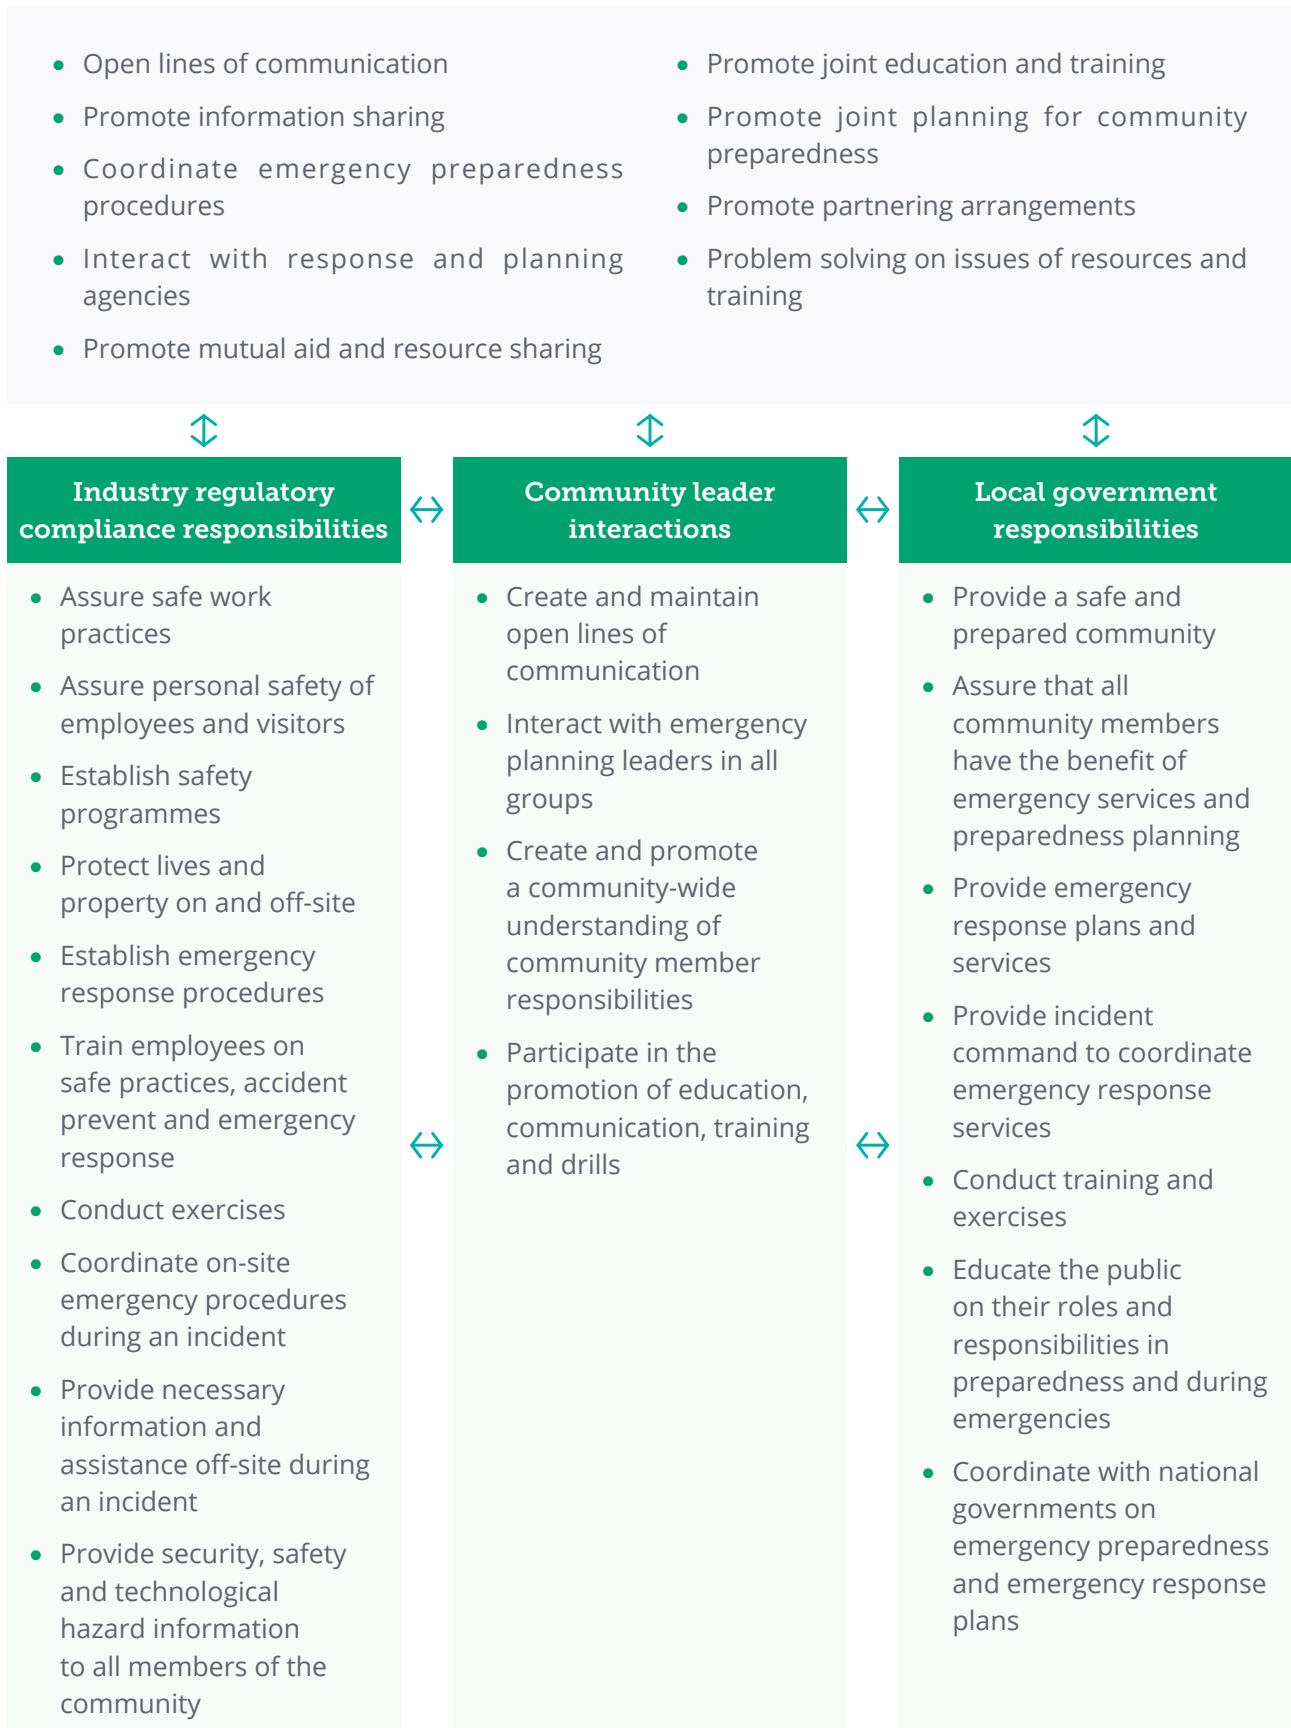 • Open lines of communication
• Promote information sharing
• Coordinate emergency preparedness
procedures
• Interact with response and planning
agencies
• Promote mutual aid and resource sharing
• Promote joint education and training
• Promote joint planning for community
preparedness
• Promote partnering arrangements
• Problem solving on issues of resources and
training
Industry regulatory
compliance responsibilities
• Assure safe work
practices
• Assure personal safety of
employees and visitors
• Establish safety
programmes
• Protect lives and
property on and off-site
• Establish emergency
response procedures
• Train employees on
safe practices, accident
prevent and emergency
response
• Conduct exercises
• Coordinate on-site
emergency procedures
during an incident
• Provide necessary
information and
assistance off-site during
an incident
• Provide security, safety
and technological
hazard information
to all members of the
community
Community leader
interactions
• Create and maintain
open lines of
communication
• Interact with emergency
planning leaders in all
groups
• Create and promote
a community-wide
understanding of
community member
responsibilities
• Participate in the
promotion of education,
communication, training
and drills
Local government
responsibilities
• Provide a safe and
prepared community
• Assure that all
community members
have the benefit of
emergency services and
preparedness planning
• Provide emergency
response plans and
services
• Provide incident
command to coordinate
emergency response
services
• Conduct training and
exercises
• Educate the public
on their roles and
responsibilities in
preparedness and during
emergencies
• Coordinate with national
governments on
emergency preparedness
and emergency response
plans